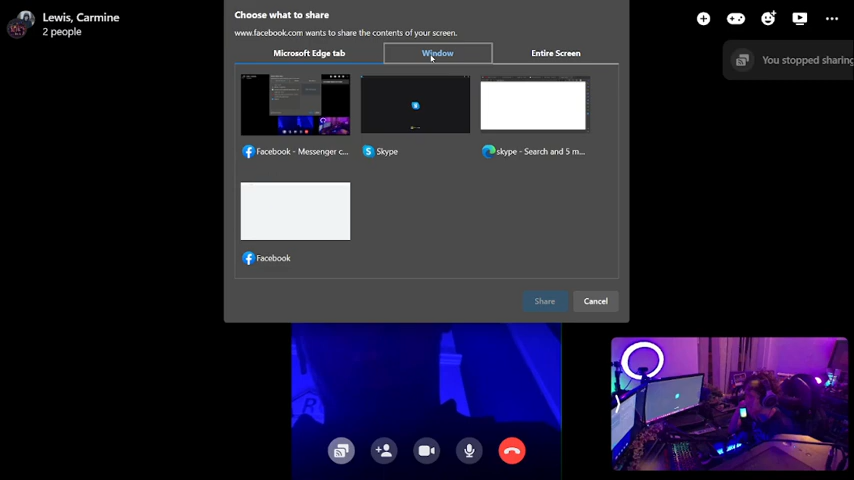 Lewis, Carmine
2 people
Choose what to share
www.facebook.com wants to share the contents of your screen.
Microsoft Edge tab
Window
Entire Screen
You stopped sharing
Facebook - Messenger c...
Skype
skype - Search and 5 m...
Facebook
Share
Cancel